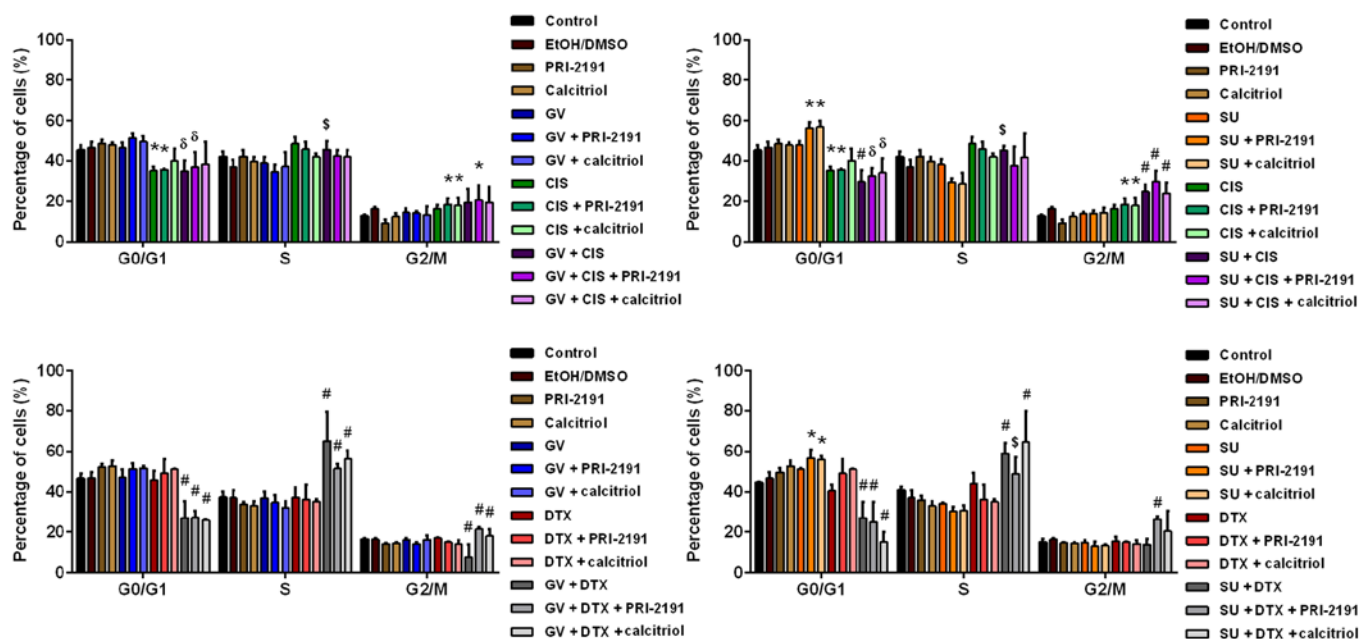 Percentage of cells (%)
100
80
60
40
20
0
* *
δ
δ
$
* *
*
G0/G1
S
G2/M
Control
EtOH/DMSO
PRI-2191
Calcitriol
GV
GV + PRI-2191
GV + calcitriol
CIS
CIS + PRI-2191
CIS + calcitriol
GV + CIS
GV + CIS + PRI-2191
GV + CIS + calcitriol
Percentage of cells (%)
100
80
60
40
20
0
* *
* *
#
δ
δ
$
* *
#
#
#
G0/G1
S
G2/M
Control
EtOH/DMSO
PRI-2191
Calcitriol
SU
SU + PRI-2191
SU + calcitriol
CIS
CIS + PRI-2191
CIS + calcitriol
SU + CIS
SU + CIS + PRI-2191
SU + CIS + calcitriol
Percentage of cells (%)
100
80
60
40
20
0
#
#
#
#
#
#
#
#
#
G0/G1
S
G2/M
Control
EtOH/DMSO
PRI-2191
Calcitriol
GV
GV + PRI-2191
GV + calcitriol
DTX
DTX + PRI-2191
DTX + calcitriol
GV + DTX
GV + DTX + PRI-2191
GV + DTX + calcitriol
Percentage of cells (%)
100
80
60
40
20
0
*
*
##
#
#
$
#
#
G0/G1
S
G2/M
Control
EtOH/DMSO
PRI-2191
Calcitriol
SU
SU + PRI-2191
SU + calcitriol
DTX
DTX + PRI-2191
DTX + calcitriol
SU + DTX
SU + DTX + PRI-2191
SU + DTX + calcitriol